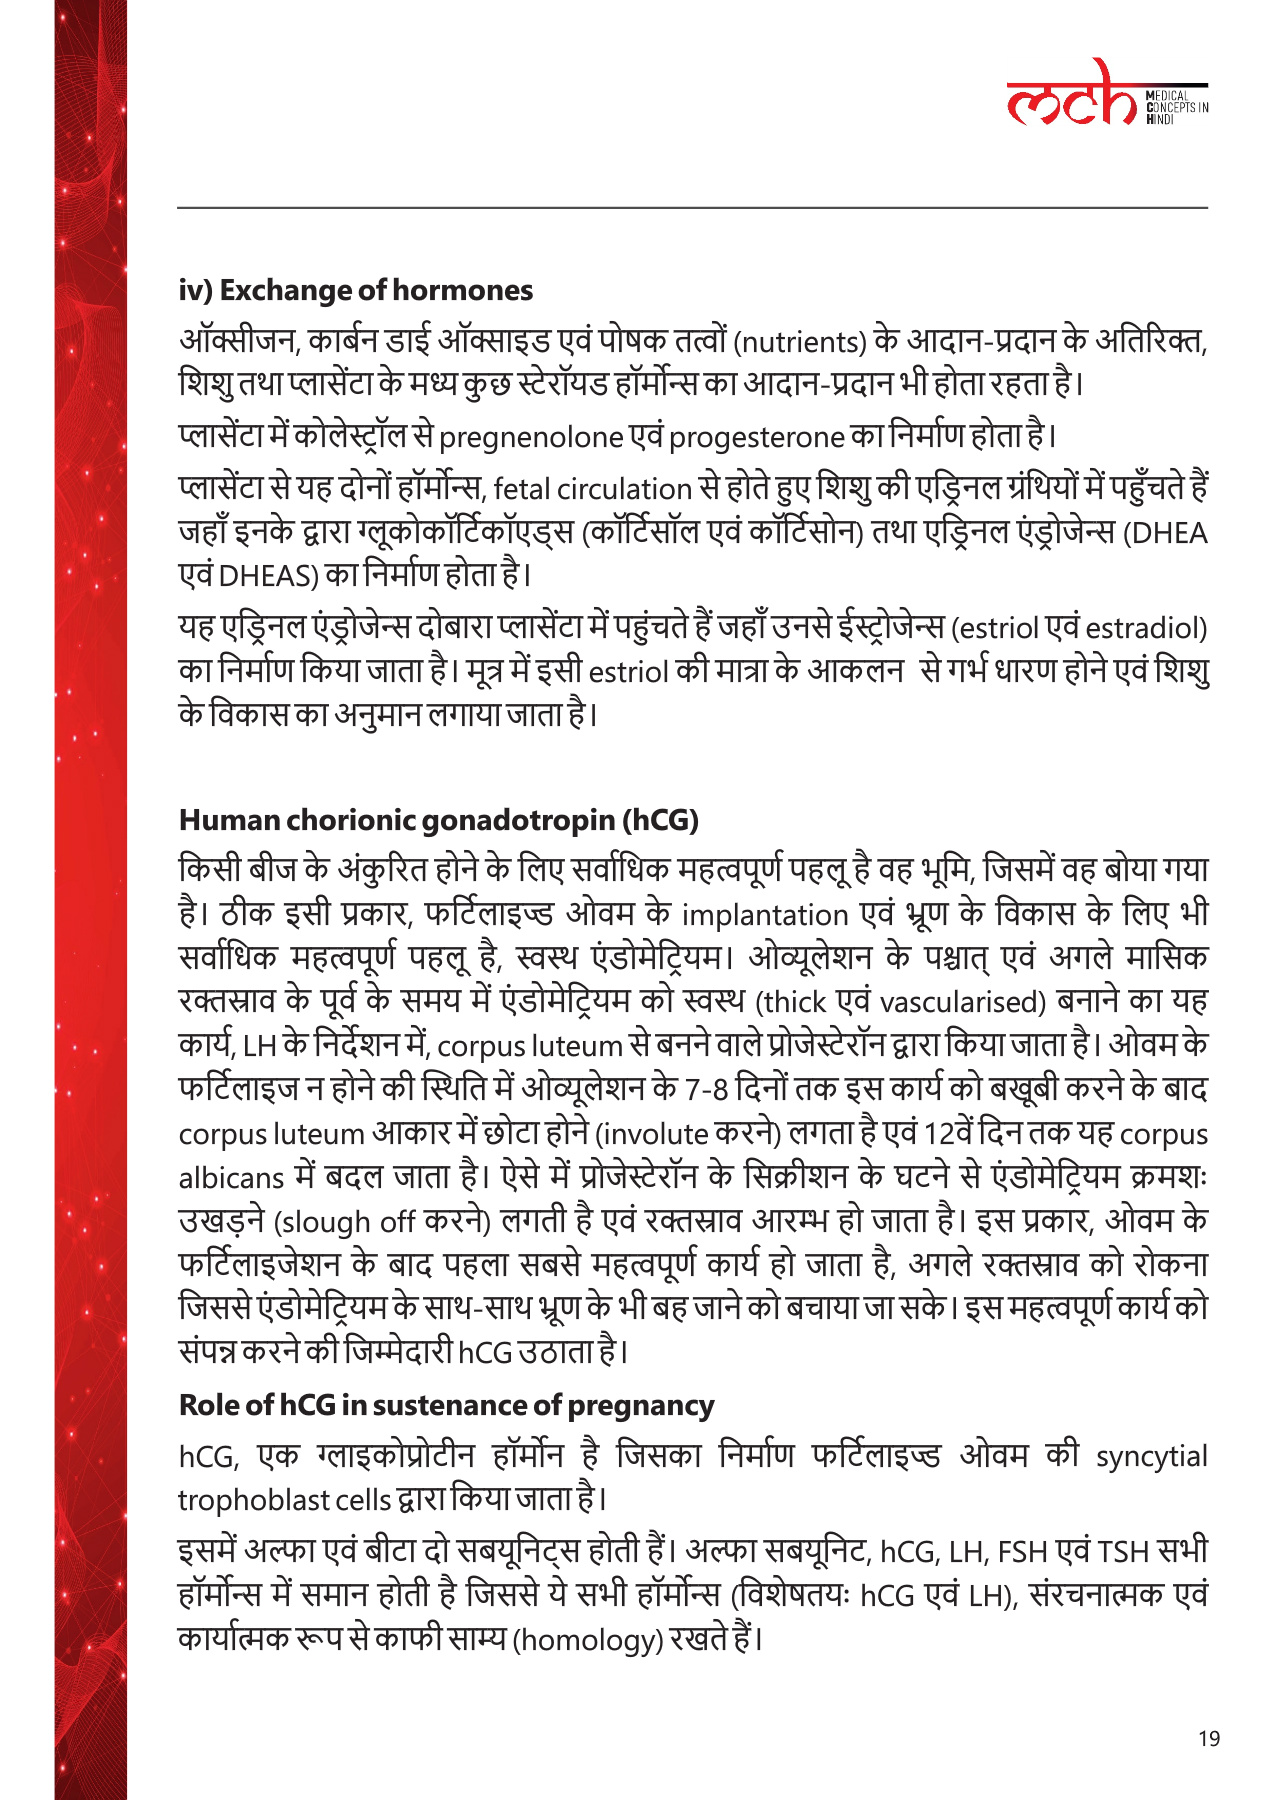 mch MEDICAL
CONCEPTS IN
HINDI
iv) Exchange of hormones
ऑक्सीजन, कार्बन डाई ऑक्साइड एवं पोषक तत्वों (nutrients) के आदान-प्रदान के अतिरिक्त,
शिशु तथा प्लासेंटा के मध्य कुछ स्टेरॉयड हॉर्मोन्स का आदान-प्रदान भी होता रहता है।
प्लासेंटा में कोलेस्ट्रॉल से pregnenolone एवं progesterone का निर्माण होता है।
प्लासेंटा से यह दोनों हॉर्मोन्स, fetal circulation से होते हुए शिशु की एड्रिनल ग्रंथियों में पहुँचते हैं
जहाँ इनके द्वारा ग्लूकोकॉर्टिकॉएड्स (कॉर्टिसॉल एवं कॉर्टिसोन) तथा एड्रिनल एंड्रोजेन्स (DHEA
एवं DHEAS) का निर्माण होता है।
यह एड्रिनल एंड्रोजेन्स दोबारा प्लासेंटा में पहुंचते हैं जहाँ उनसे ईस्ट्रोजेन्स (estriol एवं estradiol)
का निर्माण किया जाता है। मूत्र में इसी estriol की मात्रा के आकलन से गर्भ धारण होने एवं शिशु
के विकास का अनुमान लगाया जाता है।
Human chorionic gonadotropin (hCG)
किसी बीज के अंकुरित होने के लिए सर्वाधिक महत्वपूर्ण पहलू है वह भूमि, जिसमें वह बोया गया
है। ठीक इसी प्रकार, फर्टिलाइज्ड ओवम के implantation एवं भ्रूण के विकास के लिए भी
सर्वाधिक महत्वपूर्ण पहलू है, स्वस्थ एंडोमेट्रियम। ओव्यूलेशन के पश्चात् एवं अगले मासिक
रक्तस्राव के पूर्व के समय में एंडोमेट्रियम को स्वस्थ (thick एवं vascularised) बनाने का यह
कार्य, LH के निर्देशन में, corpus luteum से बनने वाले प्रोजेस्टेरॉन द्वारा किया जाता है। ओवम के
फर्टिलाइज न होने की स्थिति में ओव्यूलेशन के 7-8 दिनों तक इस कार्य को बखूबी करने के बाद
corpus luteum आकार में छोटा होने (involute करने) लगता है एवं 12वें दिन तक यह corpus
albicans में बदल जाता है। ऐसे में प्रोजेस्टेरॉन के सिक्रीशन के घटने से एंडोमेट्रियम क्रमशः
उखड़ने (slough off करने) लगती है एवं रक्तस्राव आरम्भ हो जाता है। इस प्रकार, ओवम के
फर्टिलाइजेशन के बाद पहला सबसे महत्वपूर्ण कार्य हो जाता है, अगले रक्तस्राव को रोकना
जिससे एंडोमेट्रियम के साथ-साथ भ्रूण के भी बह जाने को बचाया जा सके। इस महत्वपूर्ण कार्य को
संपन्न करने की जिम्मेदारी hCG उठाता है।
Role of hCG in sustenance of pregnancy
hCG, एक ग्लाइकोप्रोटीन हॉर्मोन है जिसका निर्माण फर्टिलाइज्ड ओवम की syncytial
trophoblast cells द्वारा किया जाता है।
इसमें अल्फा एवं बीटा दो सबयूनिट्स होती हैं। अल्फा सबयूनिट, hCG, LH, FSH एवं TSH सभी
हॉर्मोन्स में समान होती है जिससे ये सभी हॉर्मोन्स (विशेषतयः hCG एवं LH), संरचनात्मक एवं
कार्यात्मक रूप से काफी साम्य (homology) रखते हैं।
19